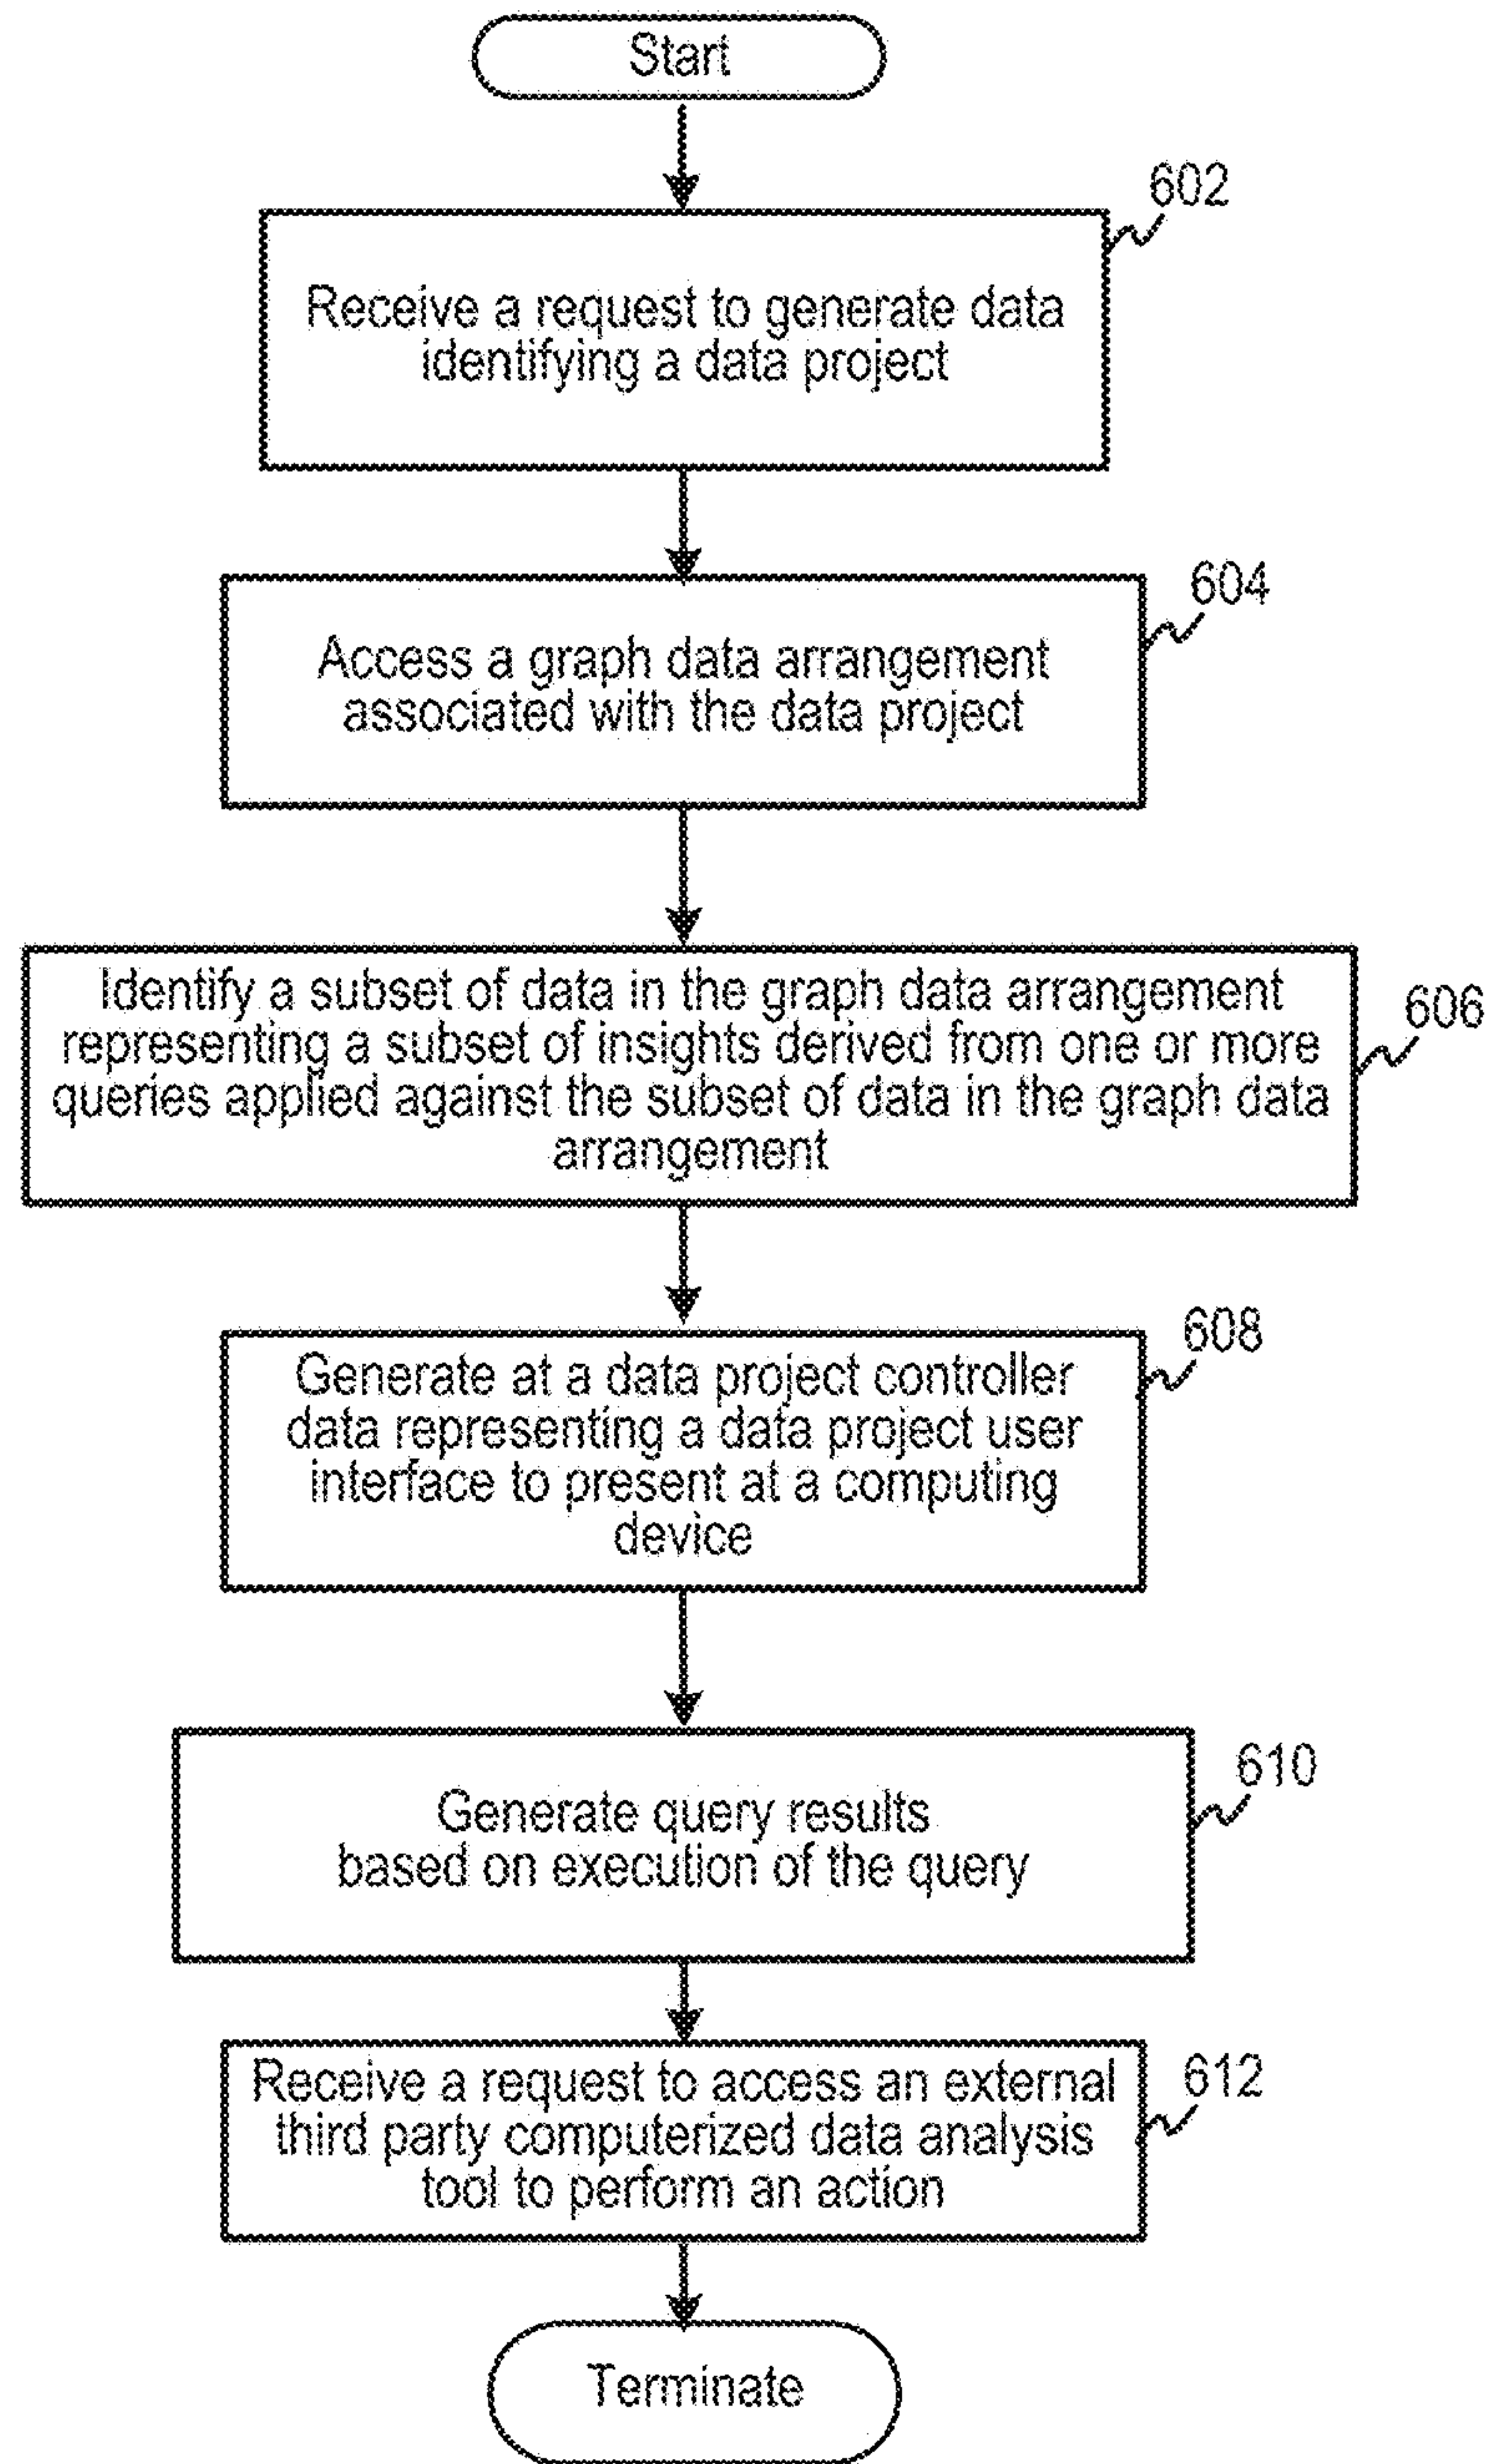 Start
602
Receive a request to generate data
identifying a data project
604
Access a graph data arrangement
associated with the data project
606
Identify a subset of data in the graph data arrangement
representing a subset of insights derived from one or more
queries applied against the subset of data in the graph data
arrangement
608
Generate at a data project controller
data representing a data project user
interface to present at a computing
device
610
Generate query results
based on execution of the query
612
Receive a request to access an external
third party computerized data analysis
tool to perform an action
Terminate